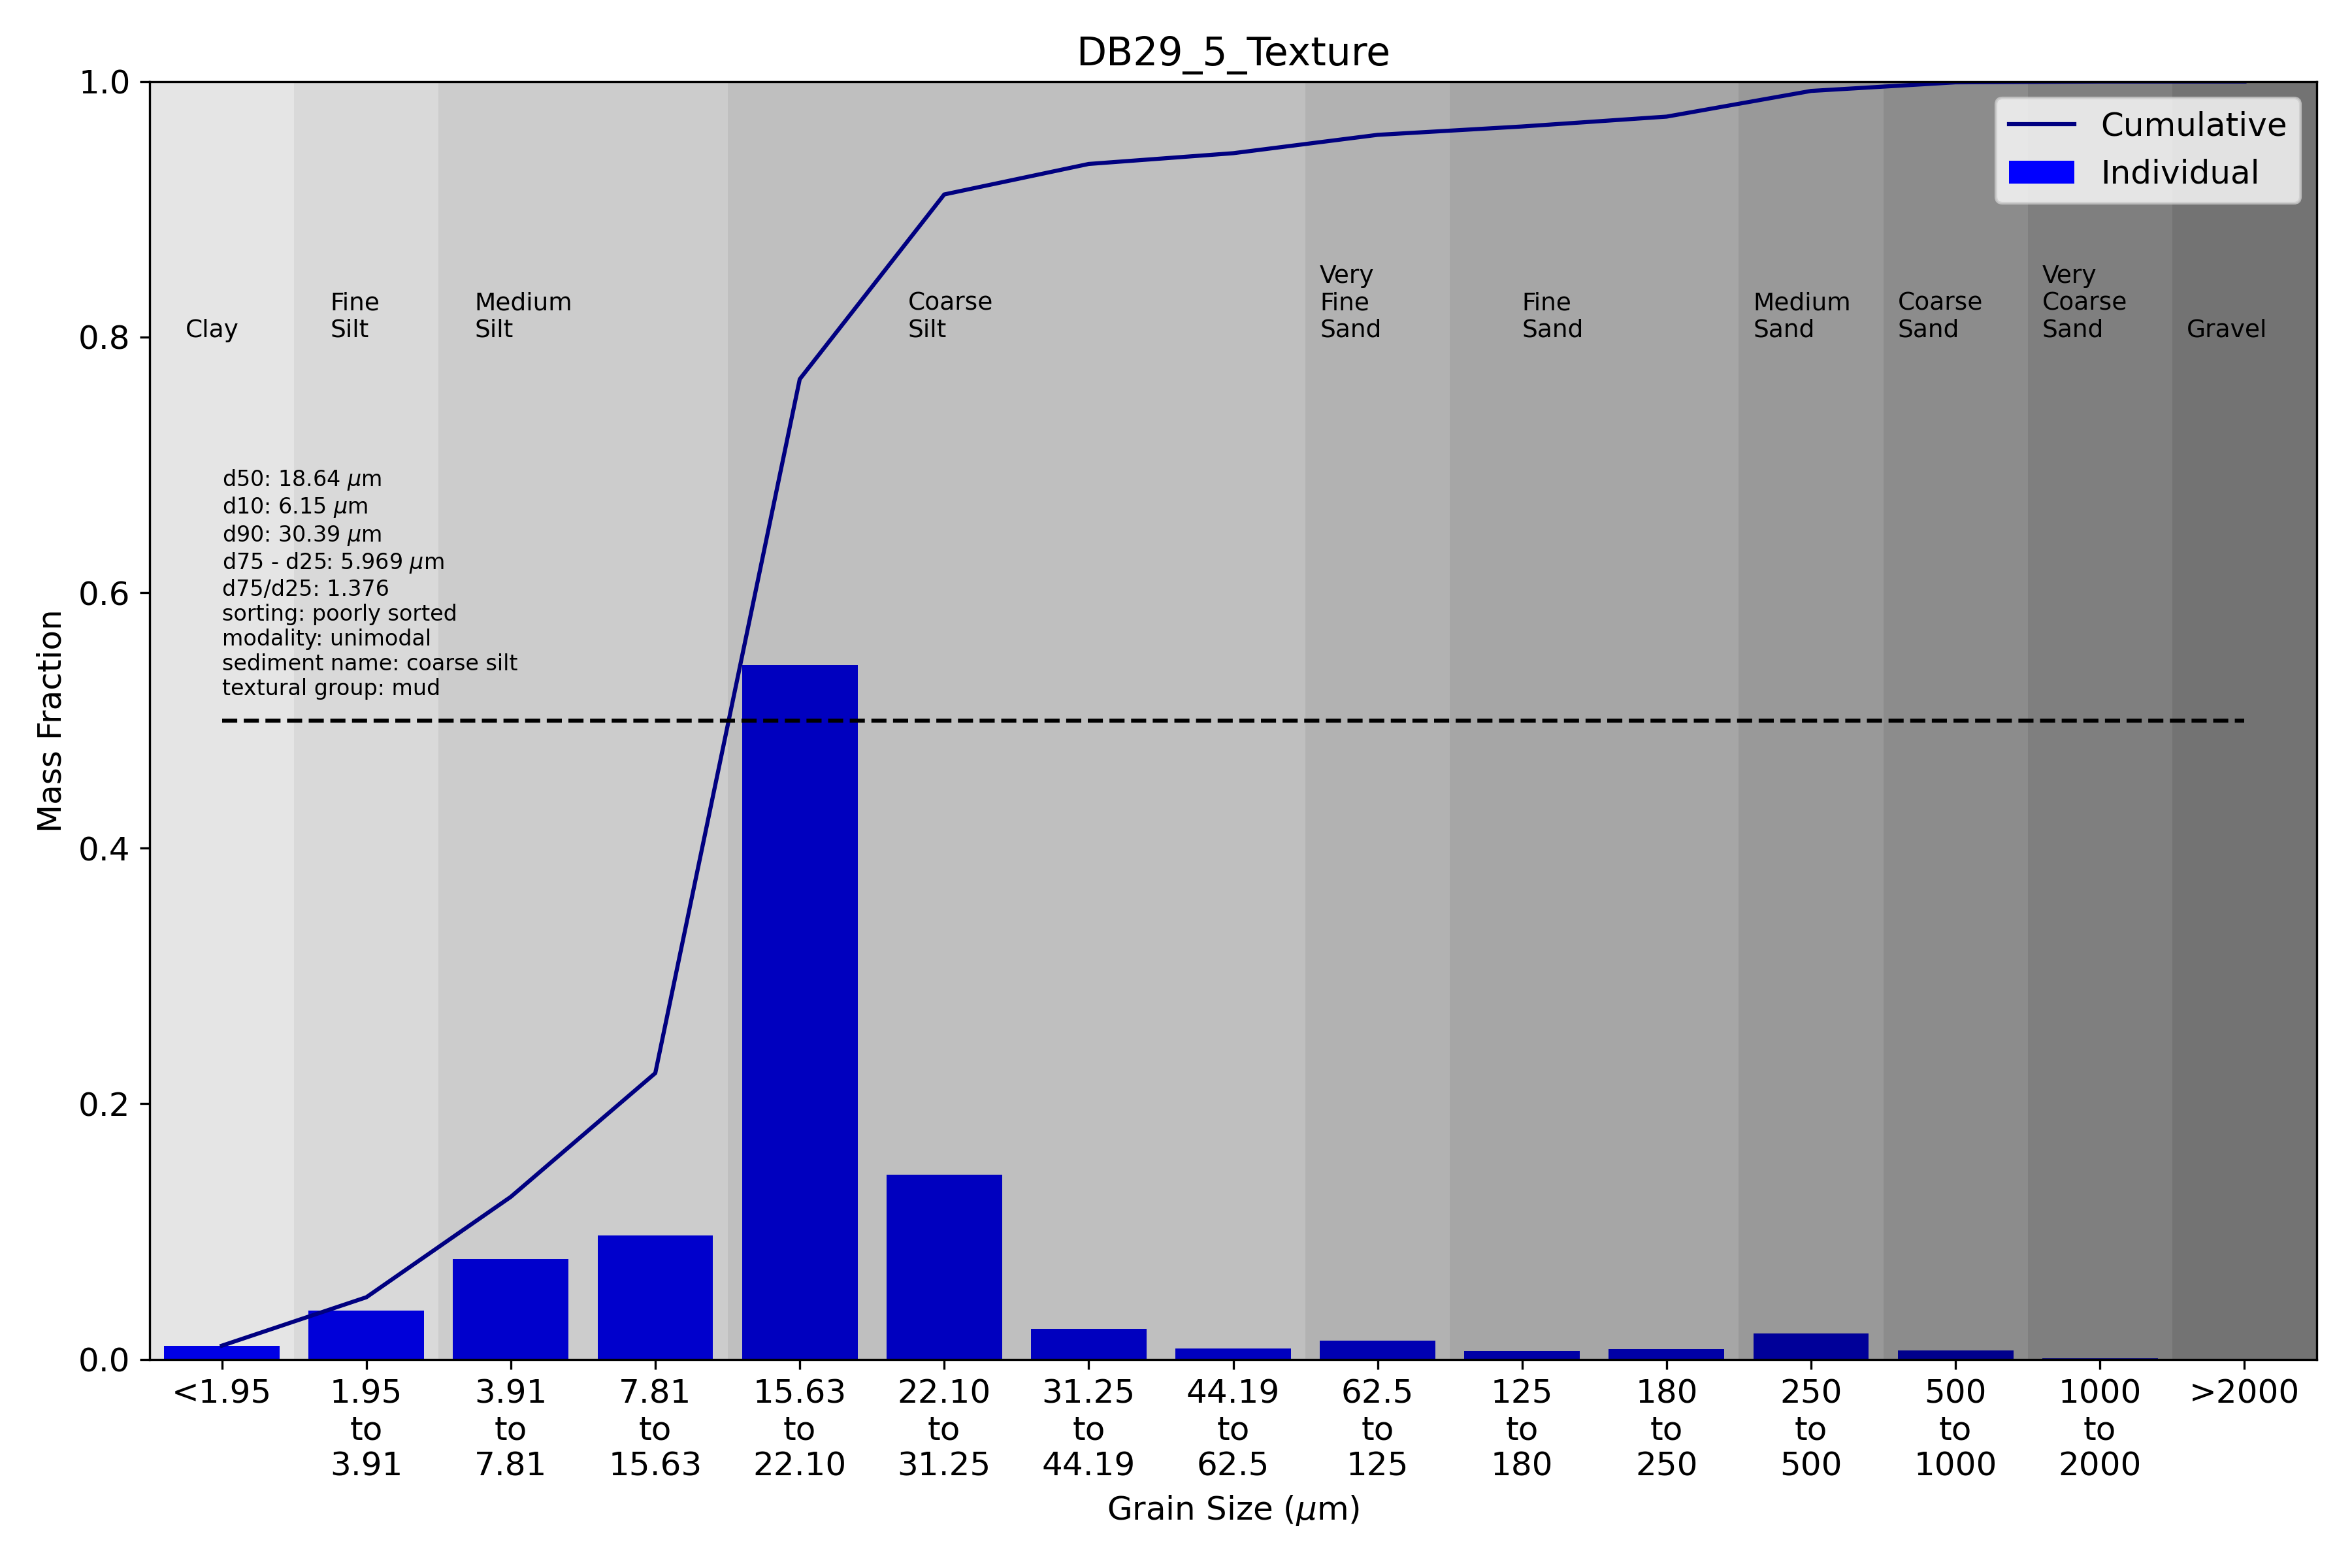 DB29_5_Texture
1.0
0.8
0.6
0.4
0.2
0.0
Mass Fraction
Cumulative
Individual
Clay
Fine
Silt
Medium
Silt
Coarse
Silt
Very
Fine
Sand
Fine
Sand
Medium
Sand
Coarse
Sand
Very
Coarse
Sand
Gravel
d50: 18.64 μm
d10: 6.15 μm
d90: 30.39 μm
d75 - d25: 5.969 μm
d75/d25: 1.376
sorting: poorly sorted
modality: unimodal
sediment name: coarse silt
textural group: mud
<1.95
1.95
to
3.91
3.91
to
7.81
7.81
to
15.63
15.63
to
22.10
22.10
to
31.25
31.25
to
44.19
44.19
to
62.5
62.5
to
125
125
to
180
180
to
250
250
to
500
500
to
1000
1000
to
2000
>2000
Grain Size (μm)